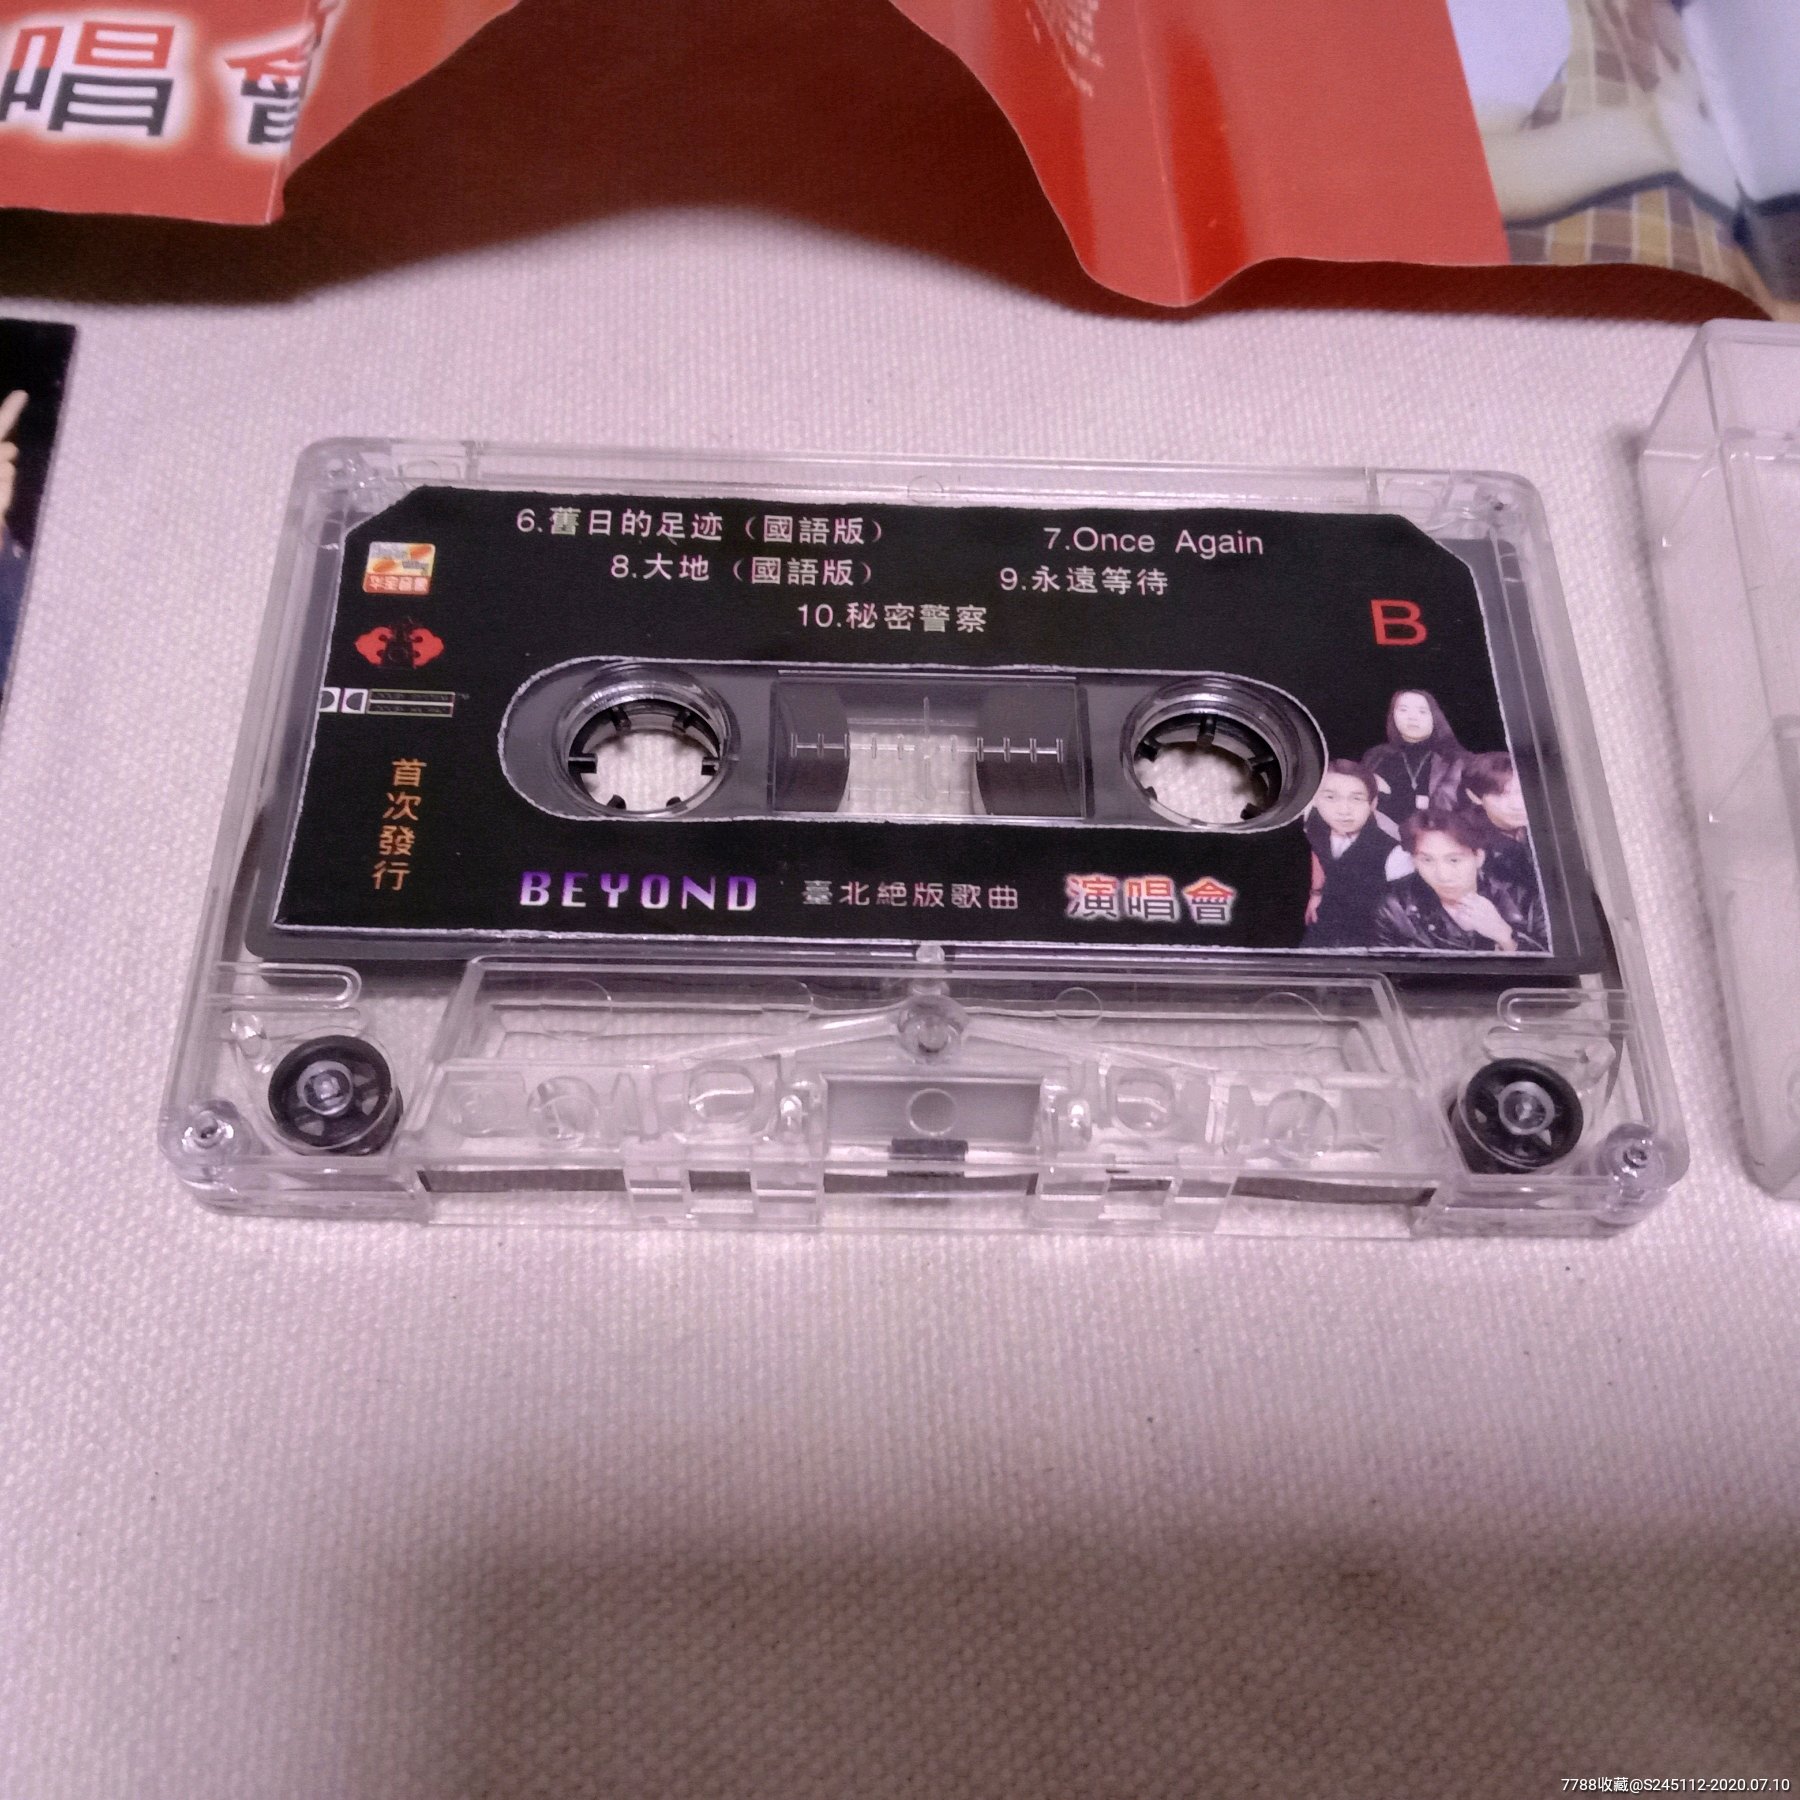 唱會
6.舊日的足迹（國語版）
7.Once Again
8.大地（國語版）
9.永遠等待
10.秘密警察
B
首次發行
BEYOND
臺北絕版歌曲
演唱會
7788收藏@S245112-2020.07.10